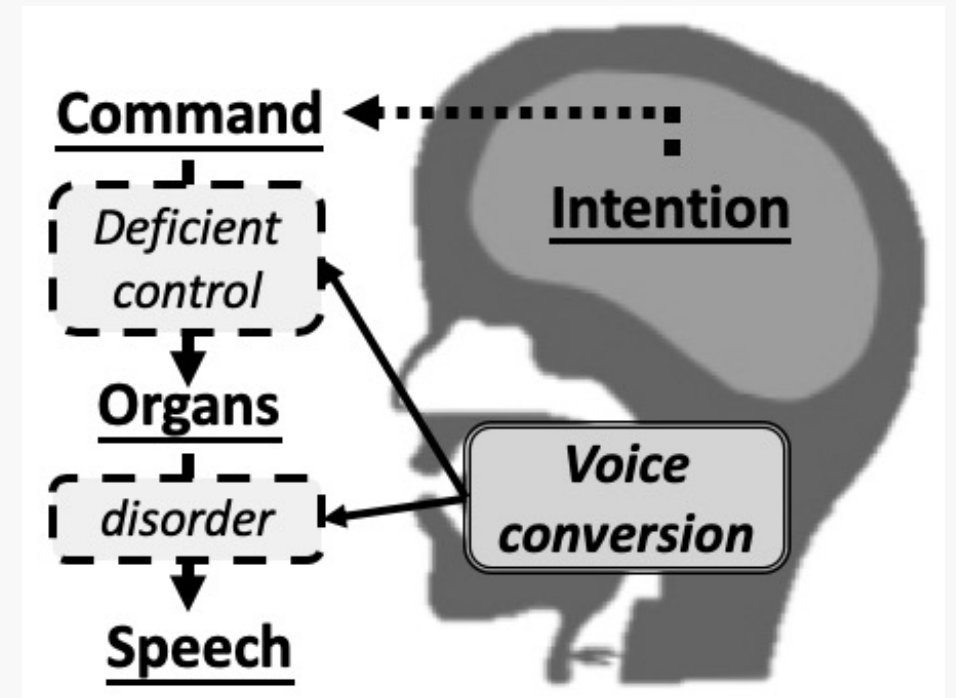 Command
Intention
Deficient
control
Organs
Voice
conversion
disorder
Speech